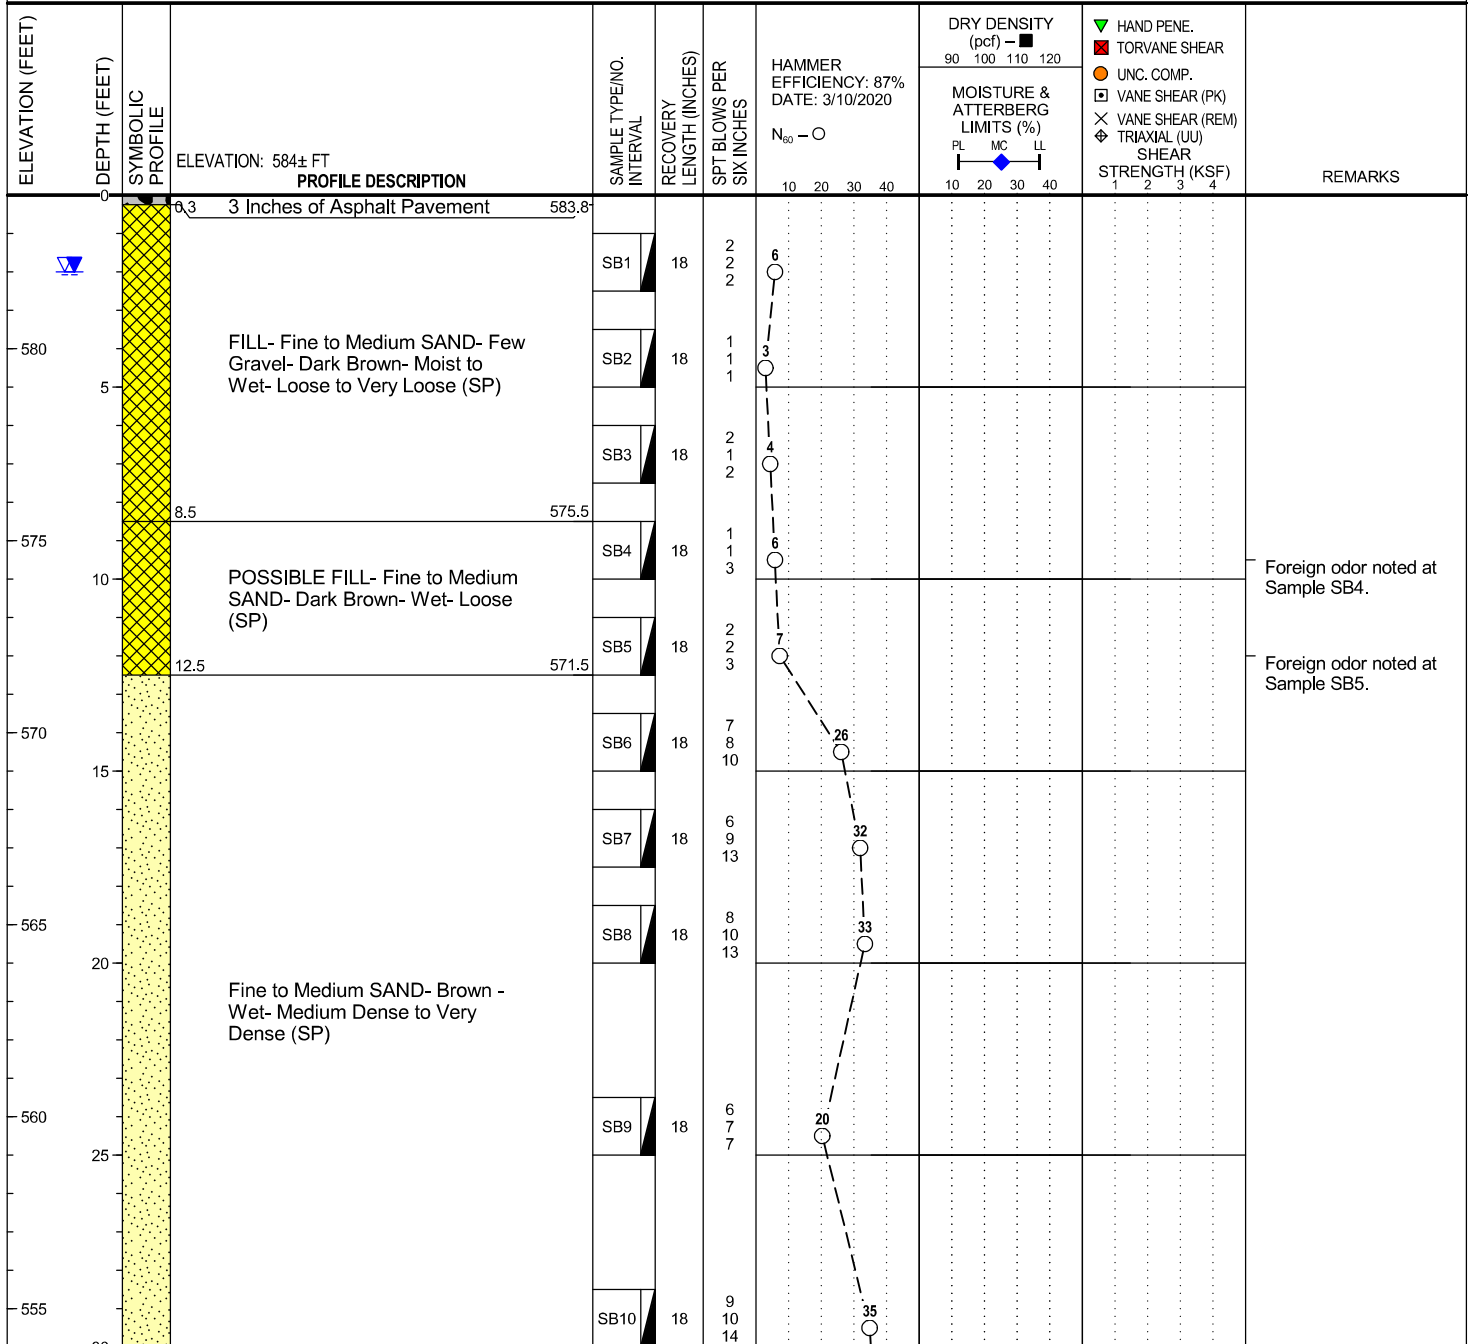 ELEVATION (FEET)
DEPTH (FEET)
SYMBOLIC
PROFILE
ELEVATION: 584± FT
PROFILE DESCRIPTION
SAMPLE TYPE/NO.
INTERVAL
RECOVERY
LENGTH (INCHES)
SPT BLOWS PER
SIX INCHES
HAMMER
EFFICIENCY: 87%
DATE: 3/10/2020
N60 –
10 20 30 40
DRY DENSITY
(pcf) –
90 100 110 120
MOISTURE &
ATTERBERG
LIMITS (%)
PL MC LL
10 20 30 40
HAND PENE.
TORVANE SHEAR
UNC. COMP.
VANE SHEAR (PK)
VANE SHEAR (REM)
TRIAXIAL (UU)
SHEAR
STRENGTH (KSF)
1 2 3 4
REMARKS
0
0.3 3 Inches of Asphalt Pavement 583.8
SB1 18
2
2
2
6
580
5
FILL- Fine to Medium SAND- Few
Gravel- Dark Brown- Moist to
Wet- Loose to Very Loose (SP)
SB2 18
1
1
1
3
SB3 18
2
1
2
4
8.5 575.5
575
10
POSSIBLE FILL- Fine to Medium
SAND- Dark Brown- Wet- Loose
(SP)
SB4 18
1
1
3
6
Foreign odor noted at
Sample SB4.
SB5 18
2
2
3
7
Foreign odor noted at
Sample SB5.
12.5 571.5
570
15
SB6 18
7
8
10
26
SB7 18
6
9
13
32
565
20
SB8 18
8
10
13
33
Fine to Medium SAND- Brown -
Wet- Medium Dense to Very
Dense (SP)
560
25
SB9 18
6
7
7
20
555
SB10 18
9
10
14
35